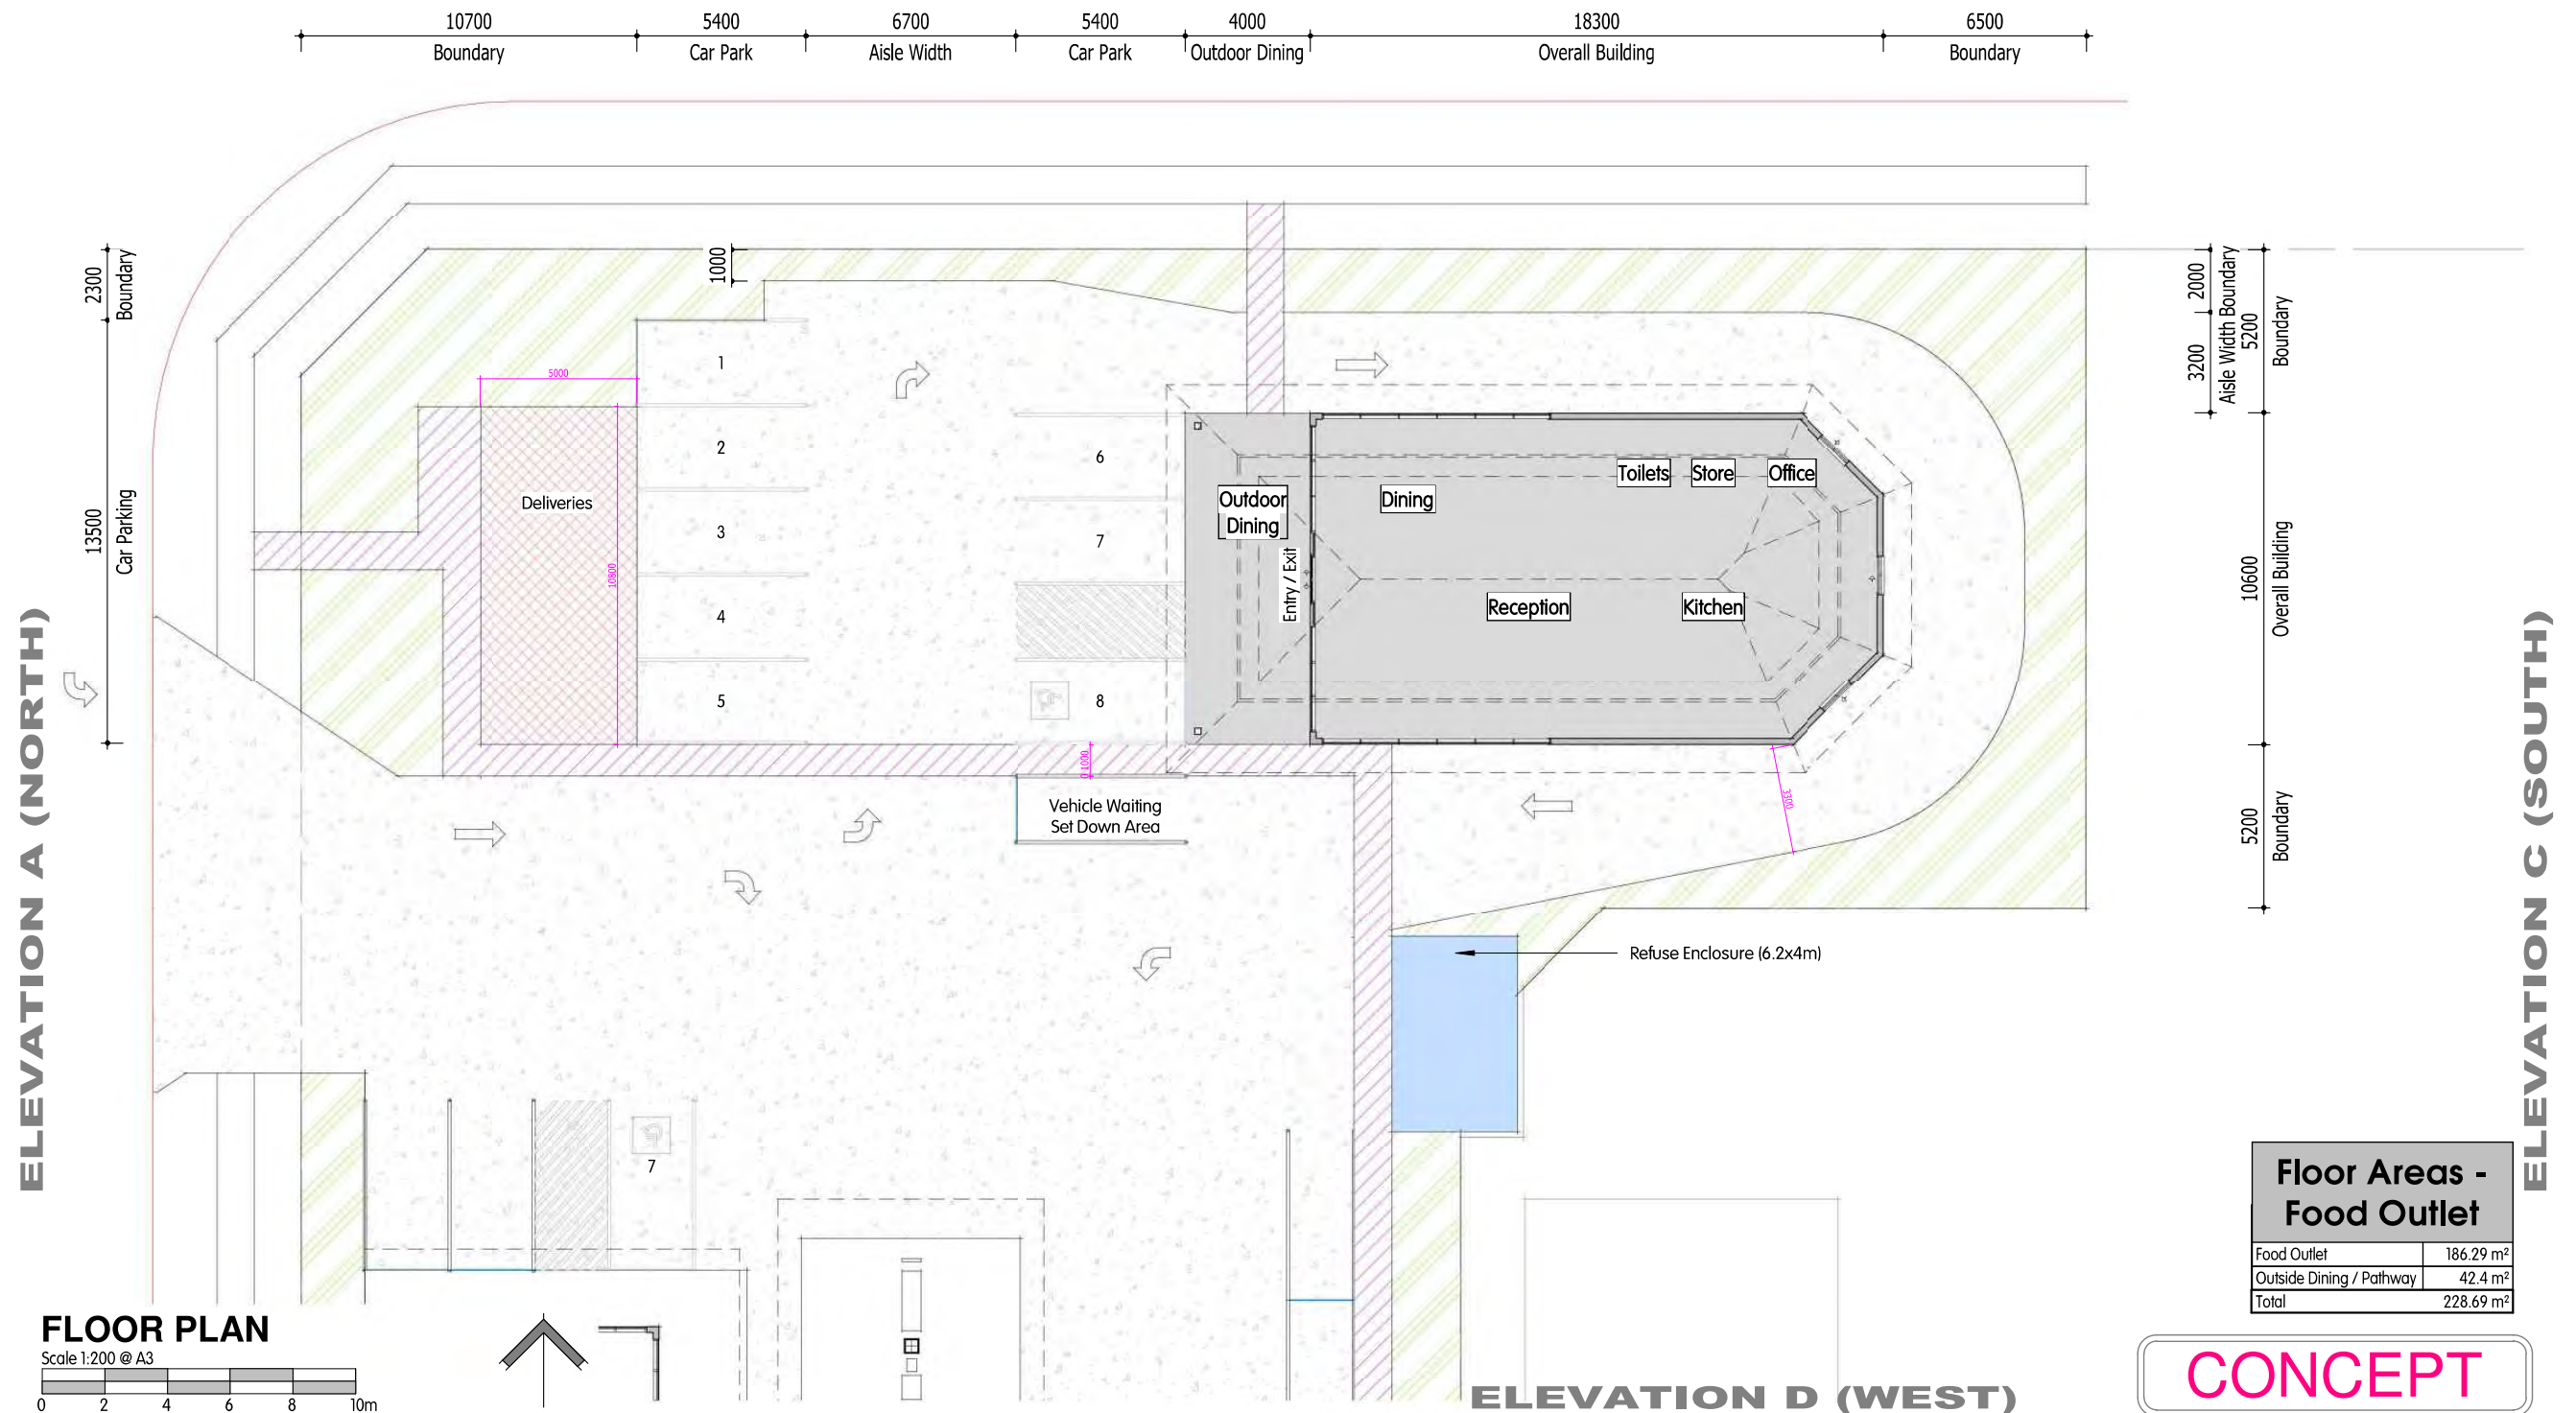 10700 5400 6700 5400 4000 18300 6500
Boundary Car Park Aisle Width Car Park Outdoor Dining Overall Building Boundary
2300
Boundary
13500
Car Parking
1000
2000
Boundary
3200
Aisle Width
5200
Boundary
10600
Overall Building
5200
Boundary
5000
10800
Deliveries
1
2
3
4
5
6
7
8
Outdoor
Dining
Entry / Exit
Dining
Toilets
Store
Office
Reception
Kitchen
1000
3300
Vehicle Waiting
Set Down Area
Refuse Enclosure (6.2x4m)
7
ELEVATION A (NORTH)
ELEVATION C (SOUTH)
ELEVATION D (WEST)
Floor Areas -
Food Outlet
Food Outlet 186.29 m²
Outside Dining / Pathway 42.4 m²
Total 228.69 m²
FLOOR PLAN
Scale 1:200 @ A3
0 2 4 6 8 10m
CONCEPT